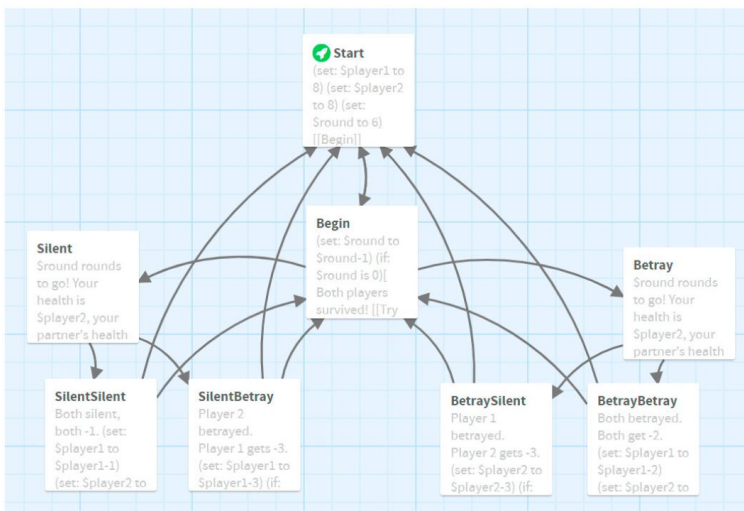 Start
(set: $player1 to
8) (set: $player2
to 8) (set:
$round to 6)
[[Begin]]
Begin
(set: $round to
$round-1) (if:
$round is 0)[
Both players
survived! [[Try
Silent
$round rounds
to go! Your
health is
$player2, your
partner's health
Betray
$round rounds
to go! Your
health is
$player2, your
partner's health
SilentSilent
Both silent,
both -1. (set:
$player1 to
$player1-1)
(set: $player2 to
SilentBetray
Player 2
betrayed.
Player 1 gets -3.
(set: $player1 to
$player1-3) (if:
BetraySilent
Player 1
betrayed.
Player 2 gets -3.
(set: $player2 to
$player2-3) (if:
BetrayBetray
Both betrayed.
Both get -2.
(set: $player1 to
$player1-2)
(set: $player2 to